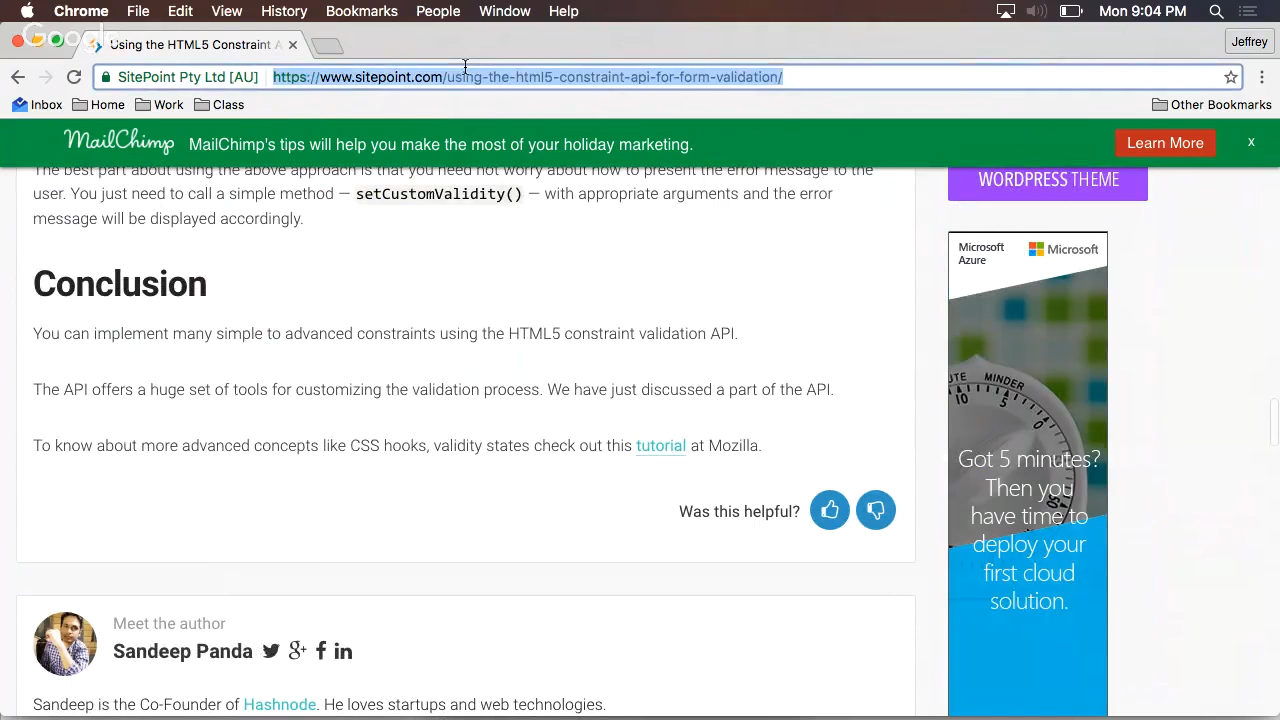 Chrome File Edit View History Bookmarks People Window Help Mon 9:04 PM
Google
Using the HTML5 Constraint A
Jeffrey
SitePoint Pty Ltd [AU] https://www.sitepoint.com/using-the-html5-constraint-api-for-form-validation/
Inbox Home Work Class Other Bookmarks
MailChimp MailChimp's tips will help you make the most of your holiday marketing. Learn More x
The best part about using the above approach is that you need not worry about how to present the error message to the
user. You just need to call a simple method — setCustomValidity() — with appropriate arguments and the error
message will be displayed accordingly.
Conclusion
You can implement many simple to advanced constraints using the HTML5 constraint validation API.
The API offers a huge set of tools for customizing the validation process. We have just discussed a part of the API.
To know about more advanced concepts like CSS hooks, validity states check out this tutorial at Mozilla.
Was this helpful?
Meet the author
Sandeep Panda
Sandeep is the Co-Founder of Hashnode. He loves startups and web technologies.
WORDPRESS THEME
Microsoft
Azure
Microsoft
UTE MINDER
10 5 0
50
Got 5 minutes?
Then you
have time to
deploy your
first cloud
solution.